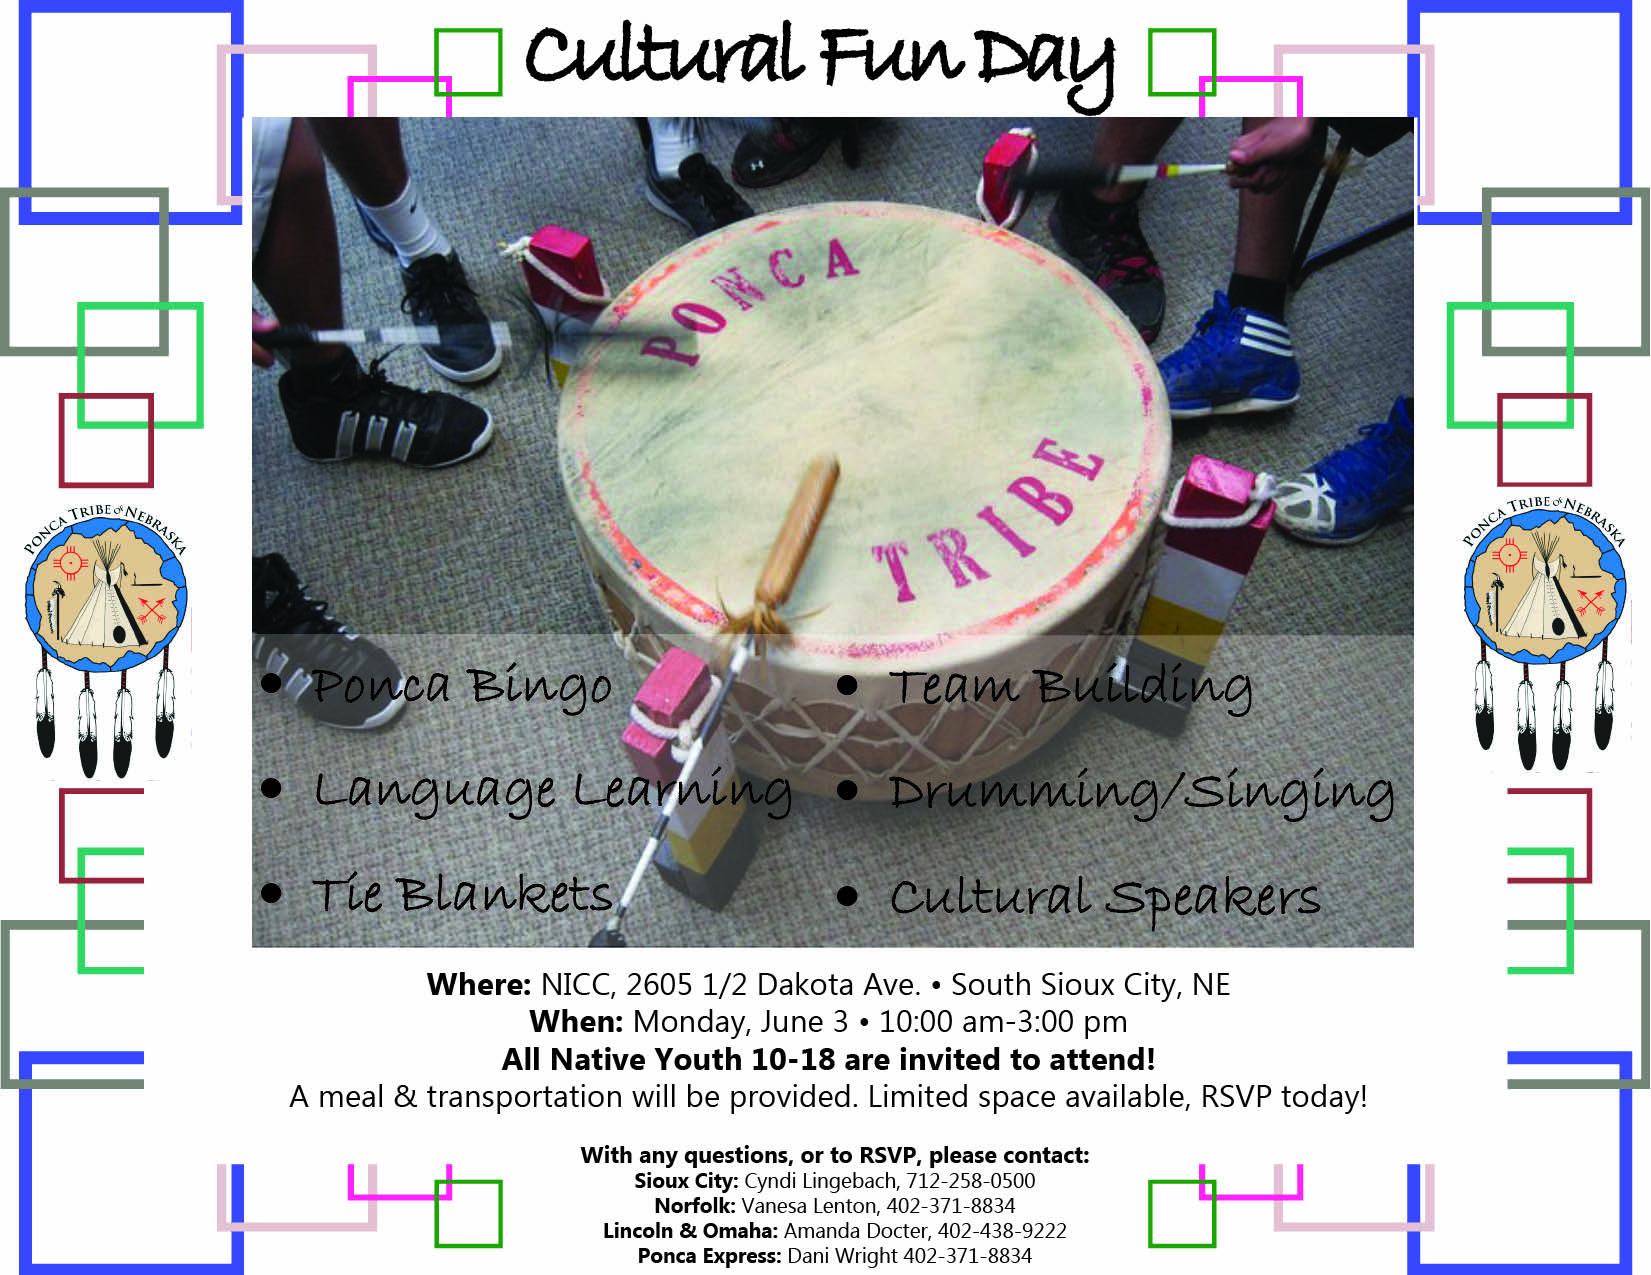 Cultural Fun Day
PONCA
TRIBE
PONCA TRIBE of NEBRASKA
PONCA TRIBE of NEBRASKA
• Ponca Bingo
• Team Building
• Language Learning
• Drumming/Singing
• Tie Blankets
• Cultural Speakers
Where: NICC, 2605 1/2 Dakota Ave. • South Sioux City, NE
When: Monday, June 3 • 10:00 am-3:00 pm
All Native Youth 10-18 are invited to attend!
A meal & transportation will be provided. Limited space available, RSVP today!
With any questions, or to RSVP, please contact:
Sioux City: Cyndi Lingebach, 712-258-0500
Norfolk: Vanesa Lenton, 402-371-8834
Lincoln & Omaha: Amanda Docter, 402-438-9222
Ponca Express: Dani Wright 402-371-8834